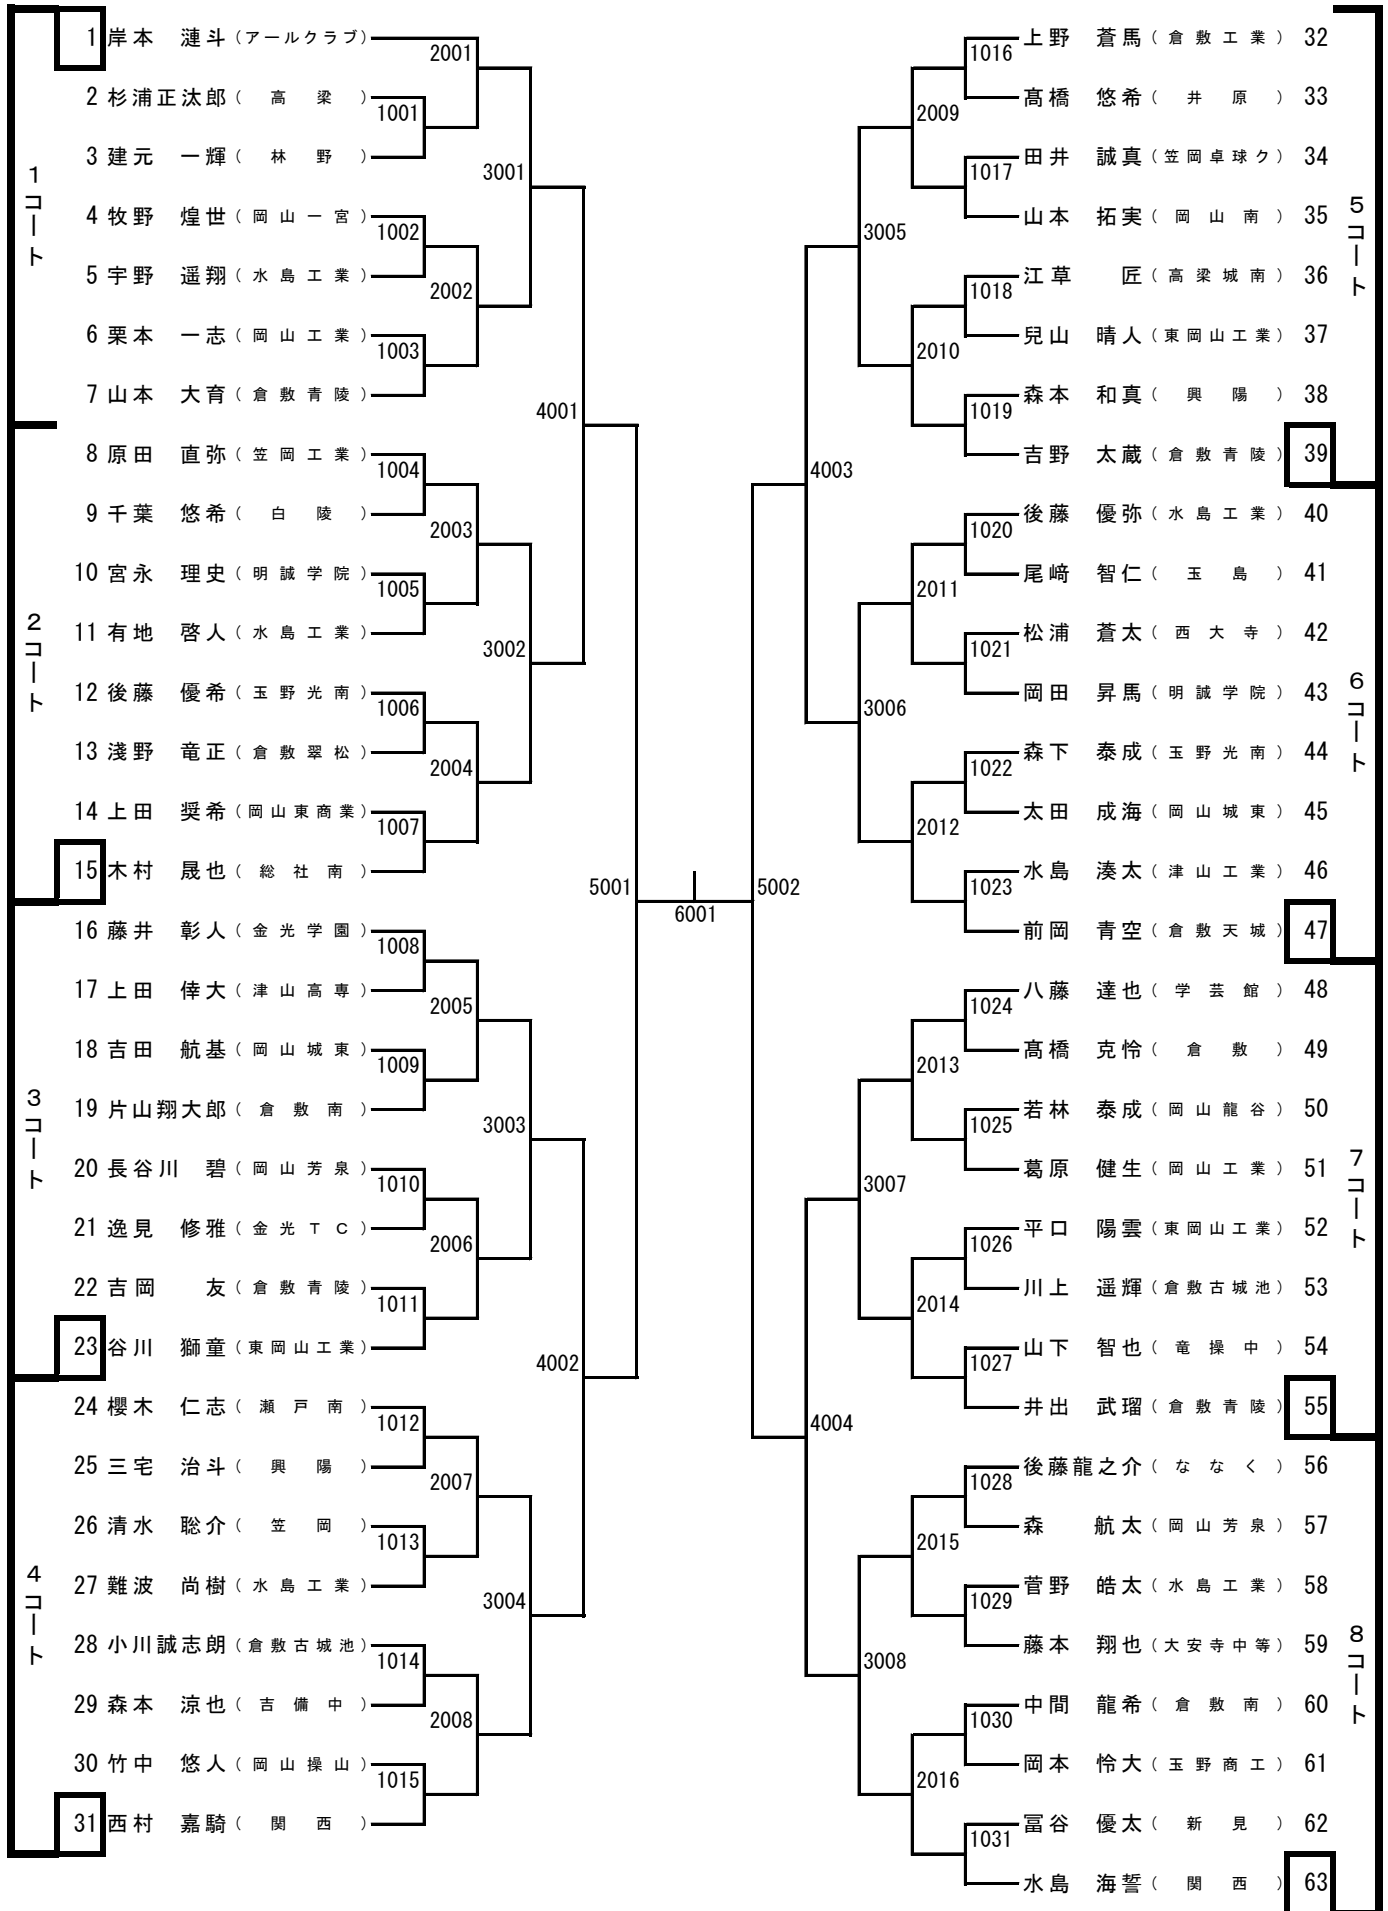 1コート
1 岸本 漣斗（アールクラブ）
2 杉浦正汰郎（高梁）
3 建元 一輝（林野）
4 牧野 煌世（岡山一宮）
5 宇野 遥翔（水島工業）
6 栗本 一志（岡山工業）
7 山本 大育（倉敷青陵）
2コート
8 原田 直弥（笠岡工業）
9 千葉 悠希（白陵）
10 宮永 理史（明誠学院）
11 有地 啓人（水島工業）
12 後藤 優希（玉野光南）
13 淺野 竜正（倉敷翠松）
14 上田 奨希（岡山東商業）
15 木村 晟也（総社南）
3コート
16 藤井 彰人（金光学園）
17 上田 倖大（津山高専）
18 吉田 航基（岡山城東）
19 片山翔大郎（倉敷南）
20 長谷川 碧（岡山芳泉）
21 逸見 修雅（金光ＴＣ）
22 吉岡 友（倉敷青陵）
23 谷川 獅童（東岡山工業）
4コート
24 櫻木 仁志（瀬戸南）
25 三宅 治斗（興陽）
26 清水 聡介（笠岡）
27 難波 尚樹（水島工業）
28 小川誠志朗（倉敷古城池）
29 森本 涼也（吉備中）
30 竹中 悠人（岡山操山）
31 西村 嘉騎（関西）
1001
1002
1003
1004
1005
1006
1007
1008
1009
1010
1011
1012
1013
1014
1015
2001
2002
2003
2004
2005
2006
2007
2008
3001
3002
3003
3004
4001
4002
5001
6001
5002
4003
4004
3005
3006
3007
3008
2009
2010
2011
2012
2013
2014
2015
2016
1016
1017
1018
1019
1020
1021
1022
1023
1024
1025
1026
1027
1028
1029
1030
1031
5コート
上野 蒼馬（倉敷工業） 32
髙橋 悠希（井原） 33
田井 誠真（笠岡卓球ク） 34
山本 拓実（岡山南） 35
江草 匠（高梁城南） 36
兒山 晴人（東岡山工業） 37
森本 和真（興陽） 38
吉野 太蔵（倉敷青陵） 39
6コート
後藤 優弥（水島工業） 40
尾﨑 智仁（玉島） 41
松浦 蒼太（西大寺） 42
岡田 昇馬（明誠学院） 43
森下 泰成（玉野光南） 44
太田 成海（岡山城東） 45
水島 湊太（津山工業） 46
前岡 青空（倉敷天城） 47
7コート
八藤 達也（学芸館） 48
髙橋 克怜（倉敷） 49
若林 泰成（岡山龍谷） 50
葛原 健生（岡山工業） 51
平口 陽雲（東岡山工業） 52
川上 遥輝（倉敷古城池） 53
山下 智也（竜操中） 54
井出 武瑠（倉敷青陵） 55
8コート
後藤龍之介（ななく） 56
森 航太（岡山芳泉） 57
菅野 皓太（水島工業） 58
藤本 翔也（大安寺中等） 59
中間 龍希（倉敷南） 60
岡本 怜大（玉野商工） 61
冨谷 優太（新見） 62
水島 海誓（関西） 63